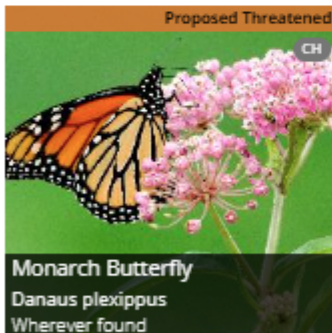 Proposed Threatened
CH
Monarch Butterfly
Danaus plexippus
Wherever found